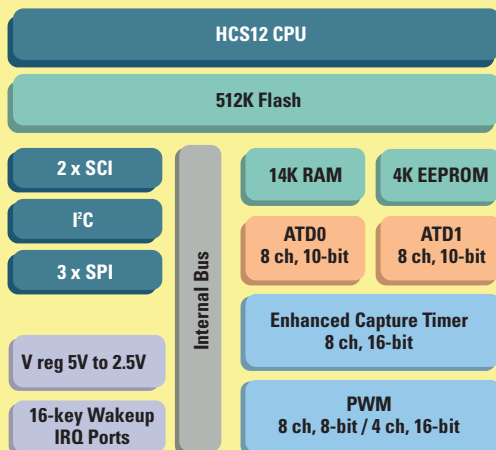 HCS12 CPU
512K Flash
2 x SCI
I²C
3 x SPI
V reg 5V to 2.5V
16-key Wakeup
IRQ Ports
Internal Bus
14K RAM
4K EEPROM
ATD0
8 ch, 10-bit
ATD1
8 ch, 10-bit
Enhanced Capture Timer
8 ch, 16-bit
PWM
8 ch, 8-bit / 4 ch, 16-bit